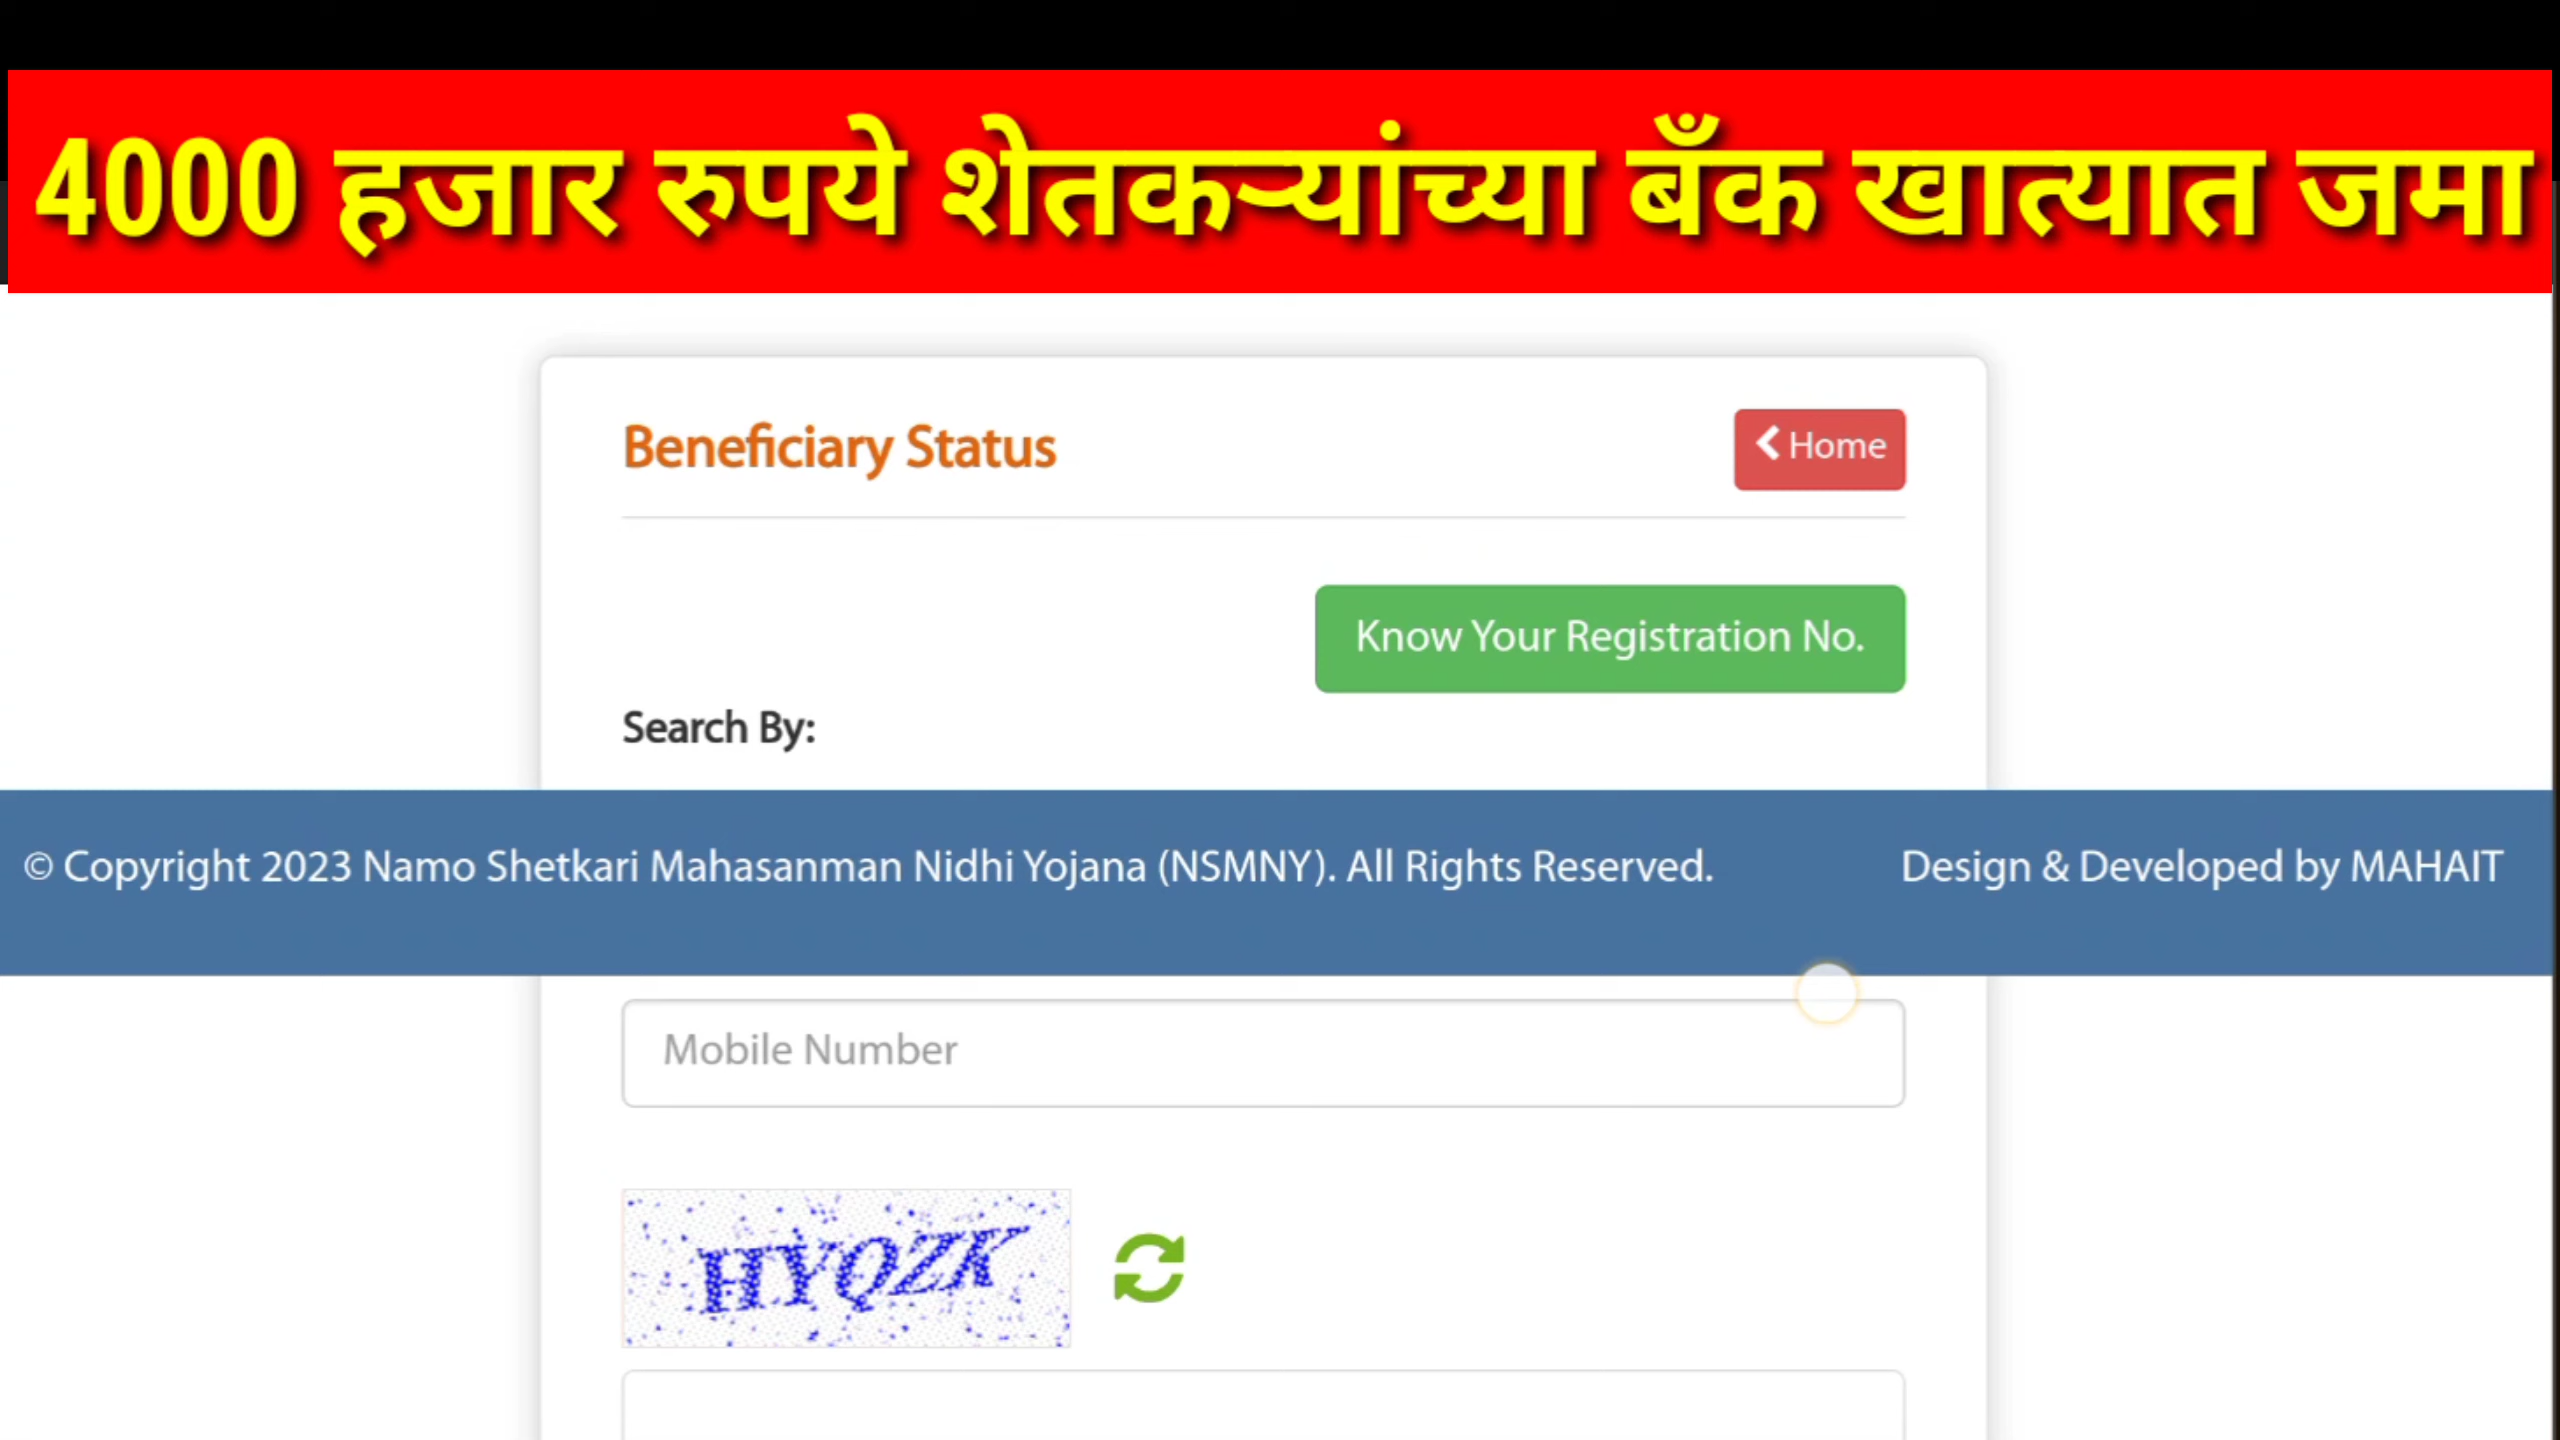 4000 हजार रुपये शेतकऱ्यांच्या बँक खात्यात जमा
Beneficiary Status
Home
Know Your Registration No.
Search By:
© Copyright 2023 Namo Shetkari Mahasanman Nidhi Yojana (NSMNY). All Rights Reserved. Design & Developed by MAHAIT
Mobile Number
HYQZK